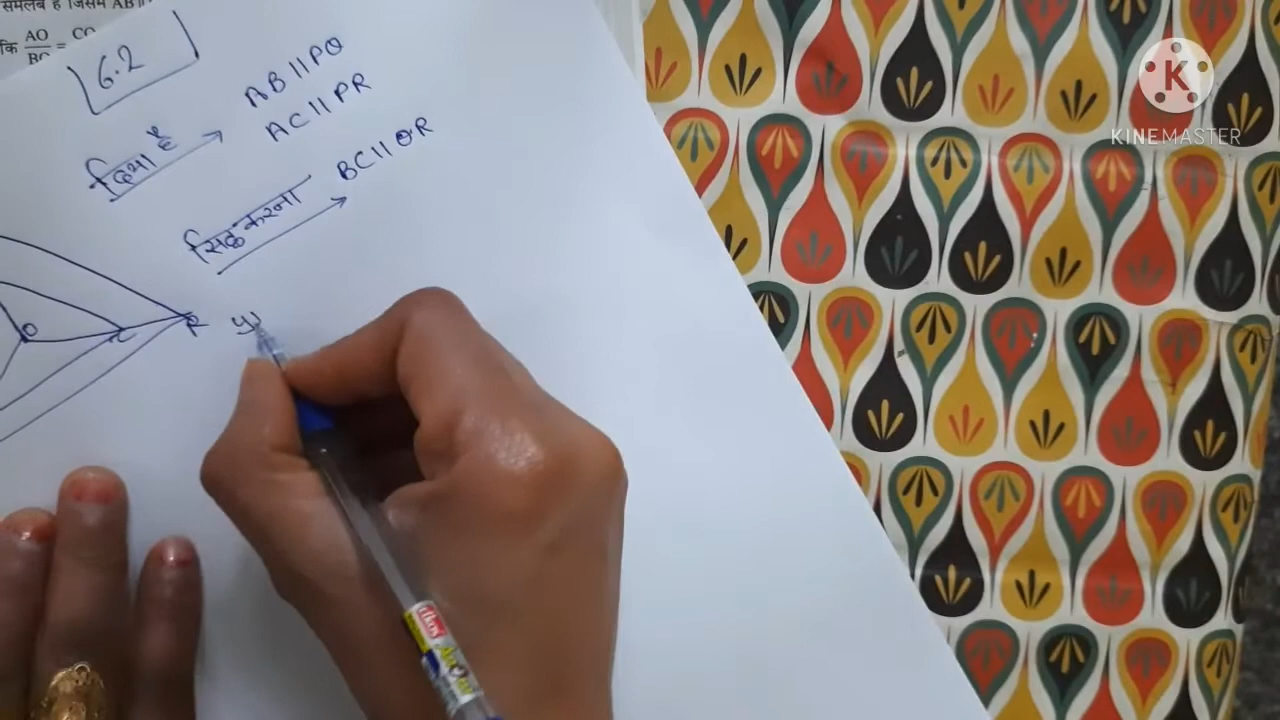 समलंब है जिसमें AB ||
कि AO/BO = CO
6.2
दिया है → AB || PQ
AC || PR
सिद्ध करना → BC || QR
O
C
R
KINEMASTER